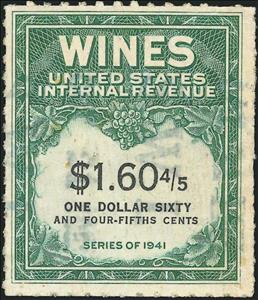 WINES
UNITED STATES
INTERNAL REVENUE
$1.60 4/5
ONE DOLLAR SIXTY
AND FOUR-FIFTHS CENTS
SERIES OF 1941